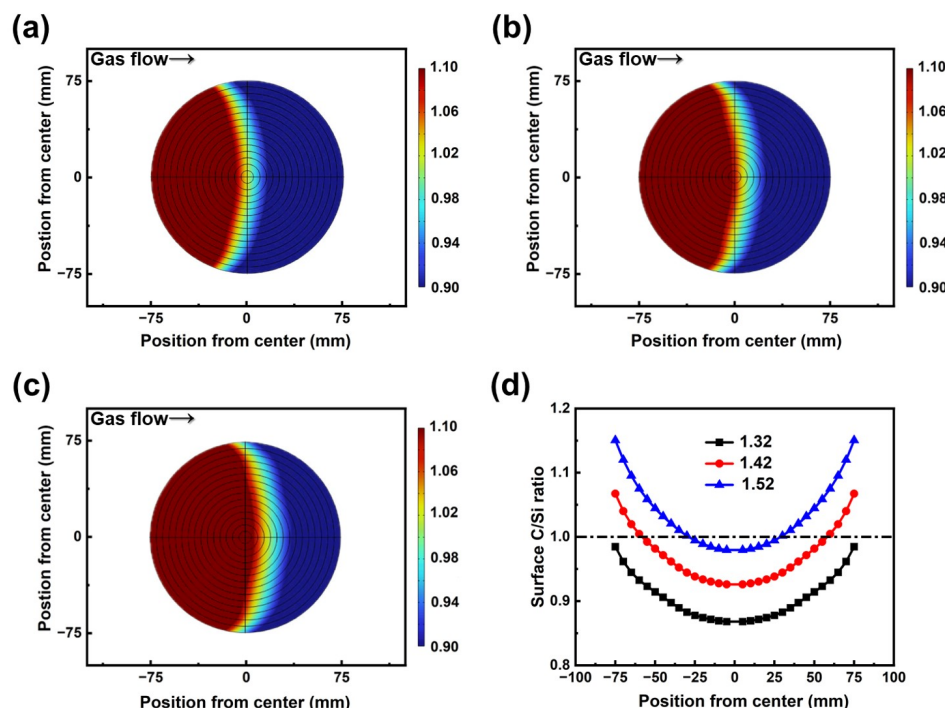 (a)
Gas flow→
Postion from center (mm)
75
0
−75
−75
0
75
Position from center (mm)
1.10
1.06
1.02
0.98
0.94
0.90
(b)
Gas flow→
Postion from center (mm)
75
0
−75
−75
0
75
Position from center (mm)
1.10
1.06
1.02
0.98
0.94
0.90
(c)
Gas flow→
Postion from center (mm)
75
0
−75
−75
0
75
Position from center (mm)
1.10
1.06
1.02
0.98
0.94
0.90
(d)
Surface C/Si ratio
1.2
1.1
1.0
0.9
0.8
1.32
1.42
1.52
−100 −75 −50 −25 0 25 50 75 100
Position from center (mm)